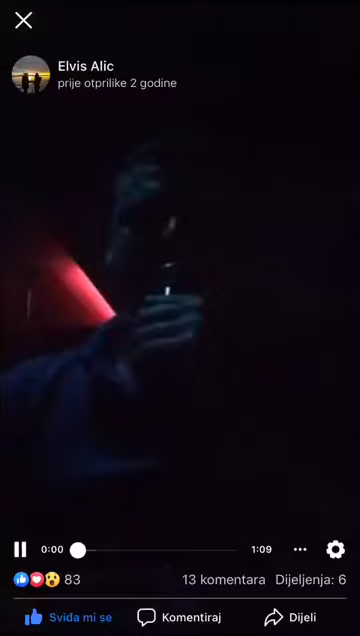 Elvis Alic
prije otprilike 2 godine
0:00
1:09
83
13 komentara Dijeljenja: 6
Sviđa mi se
Komentiraj
Dijeli